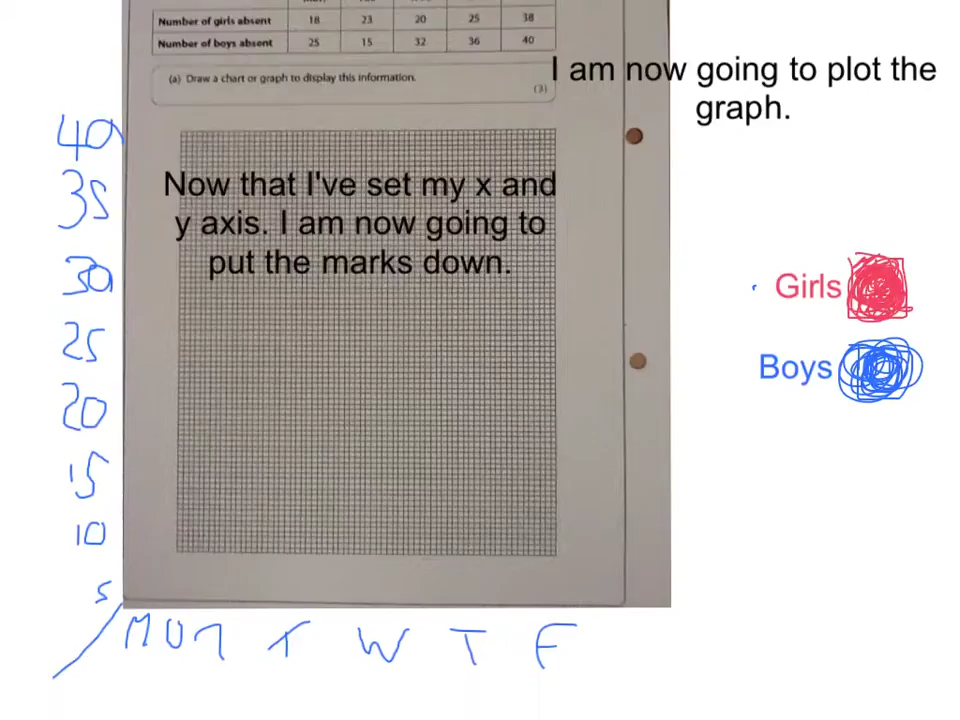 Number of girls absent 18 23 20 25 38
Number of boys absent 25 15 32 36 40
(a) Draw a chart or graph to display this information.
(3)
I am now going to plot the
graph.
Now that I've set my x and
y axis. I am now going to
put the marks down.
Girls
Boys
40
35
30
25
20
15
10
5
MON T W T F